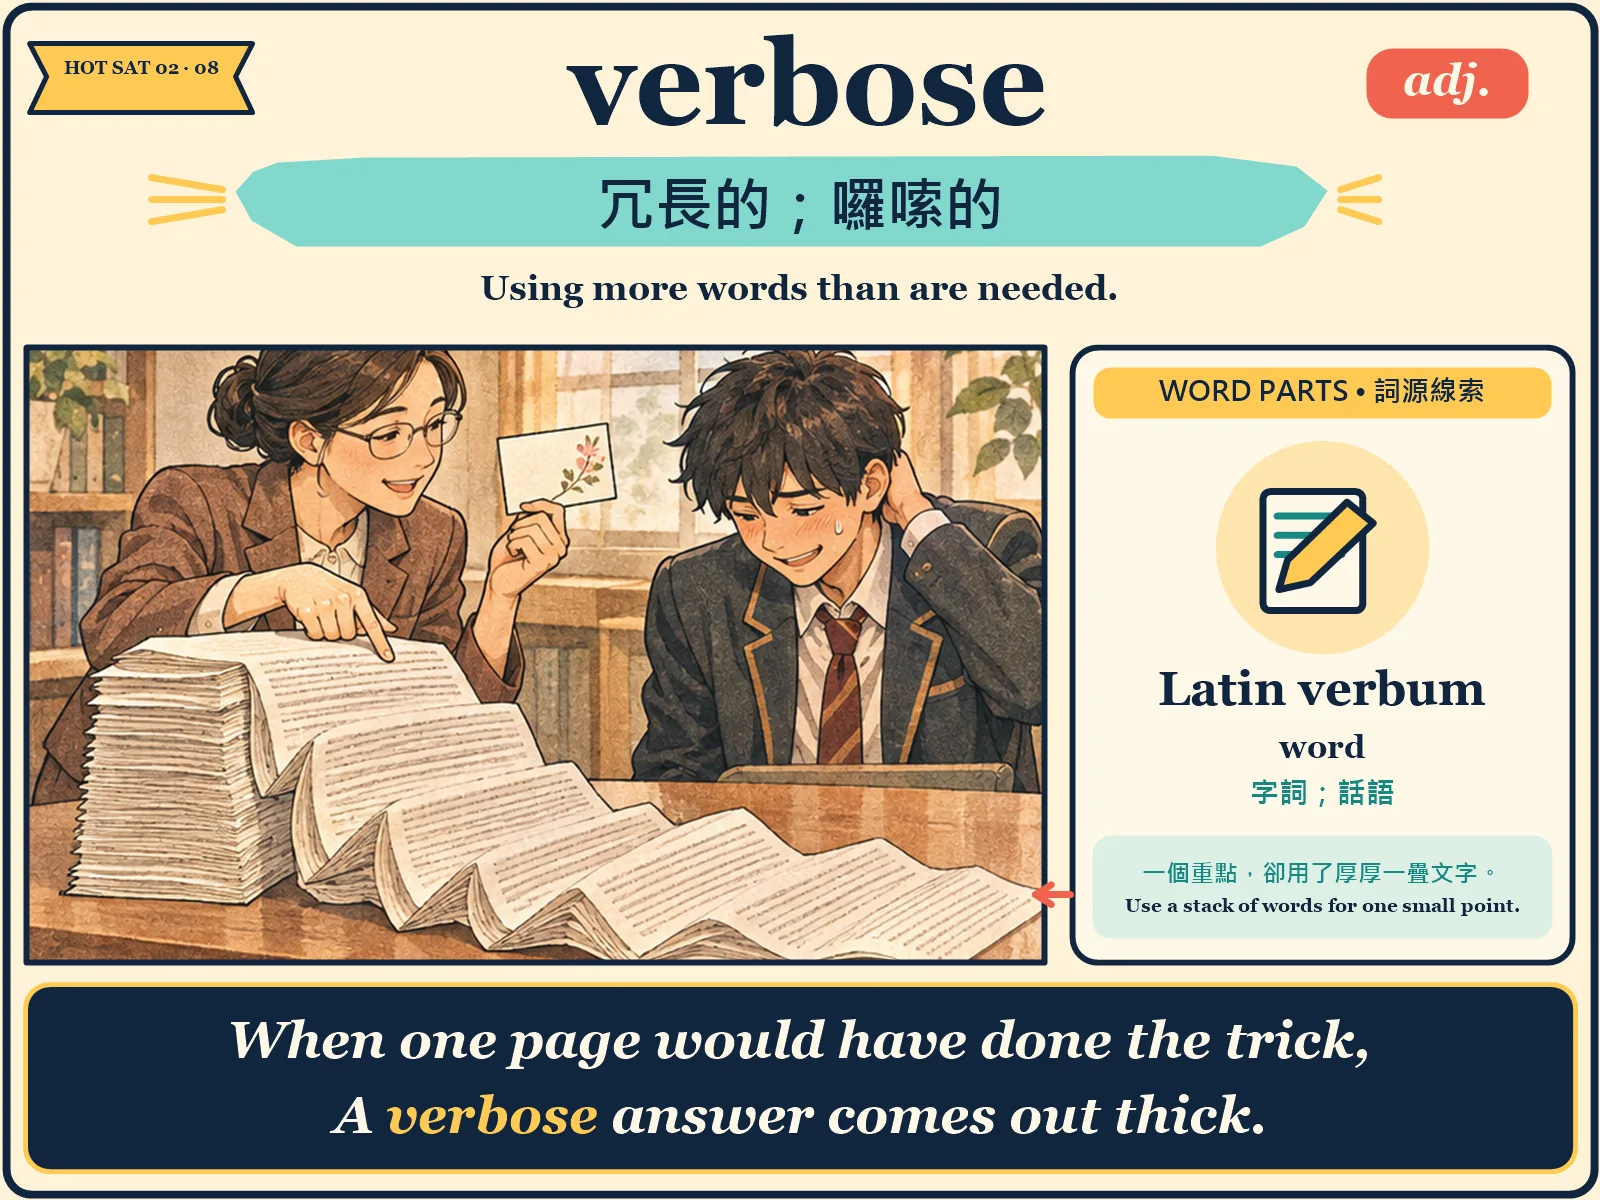 HOT SAT 02 · 08
verbose
adj.
冗長的；囉嗦的
Using more words than are needed.
WORD PARTS • 詞源線索
Latin verbum
word
字詞；話語
一個重點，卻用了厚厚一疊文字。
Use a stack of words for one small point.
When one page would have done the trick,
A verbose answer comes out thick.